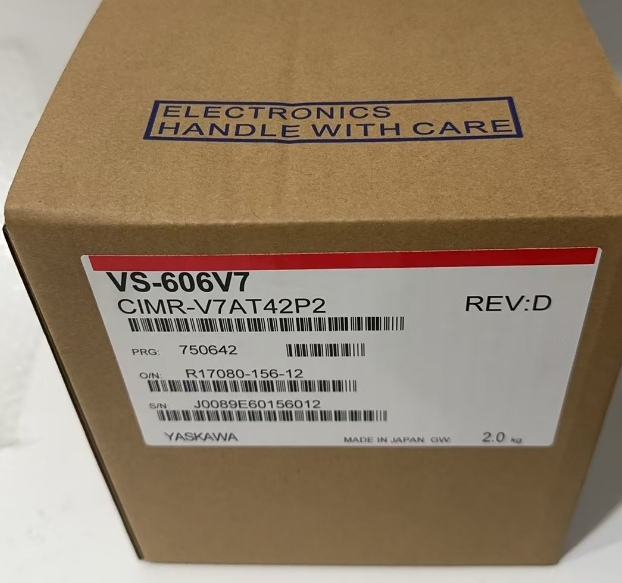 ELECTRONICS
HANDLE WITH CARE
VS-606V7
CIMR-V7AT42P2 REV:D
PRG: 750642
O/N: R17080-156-12
S/N: J0089E60156012
YASKAWA MADE IN JAPAN GW: 2.0 kg